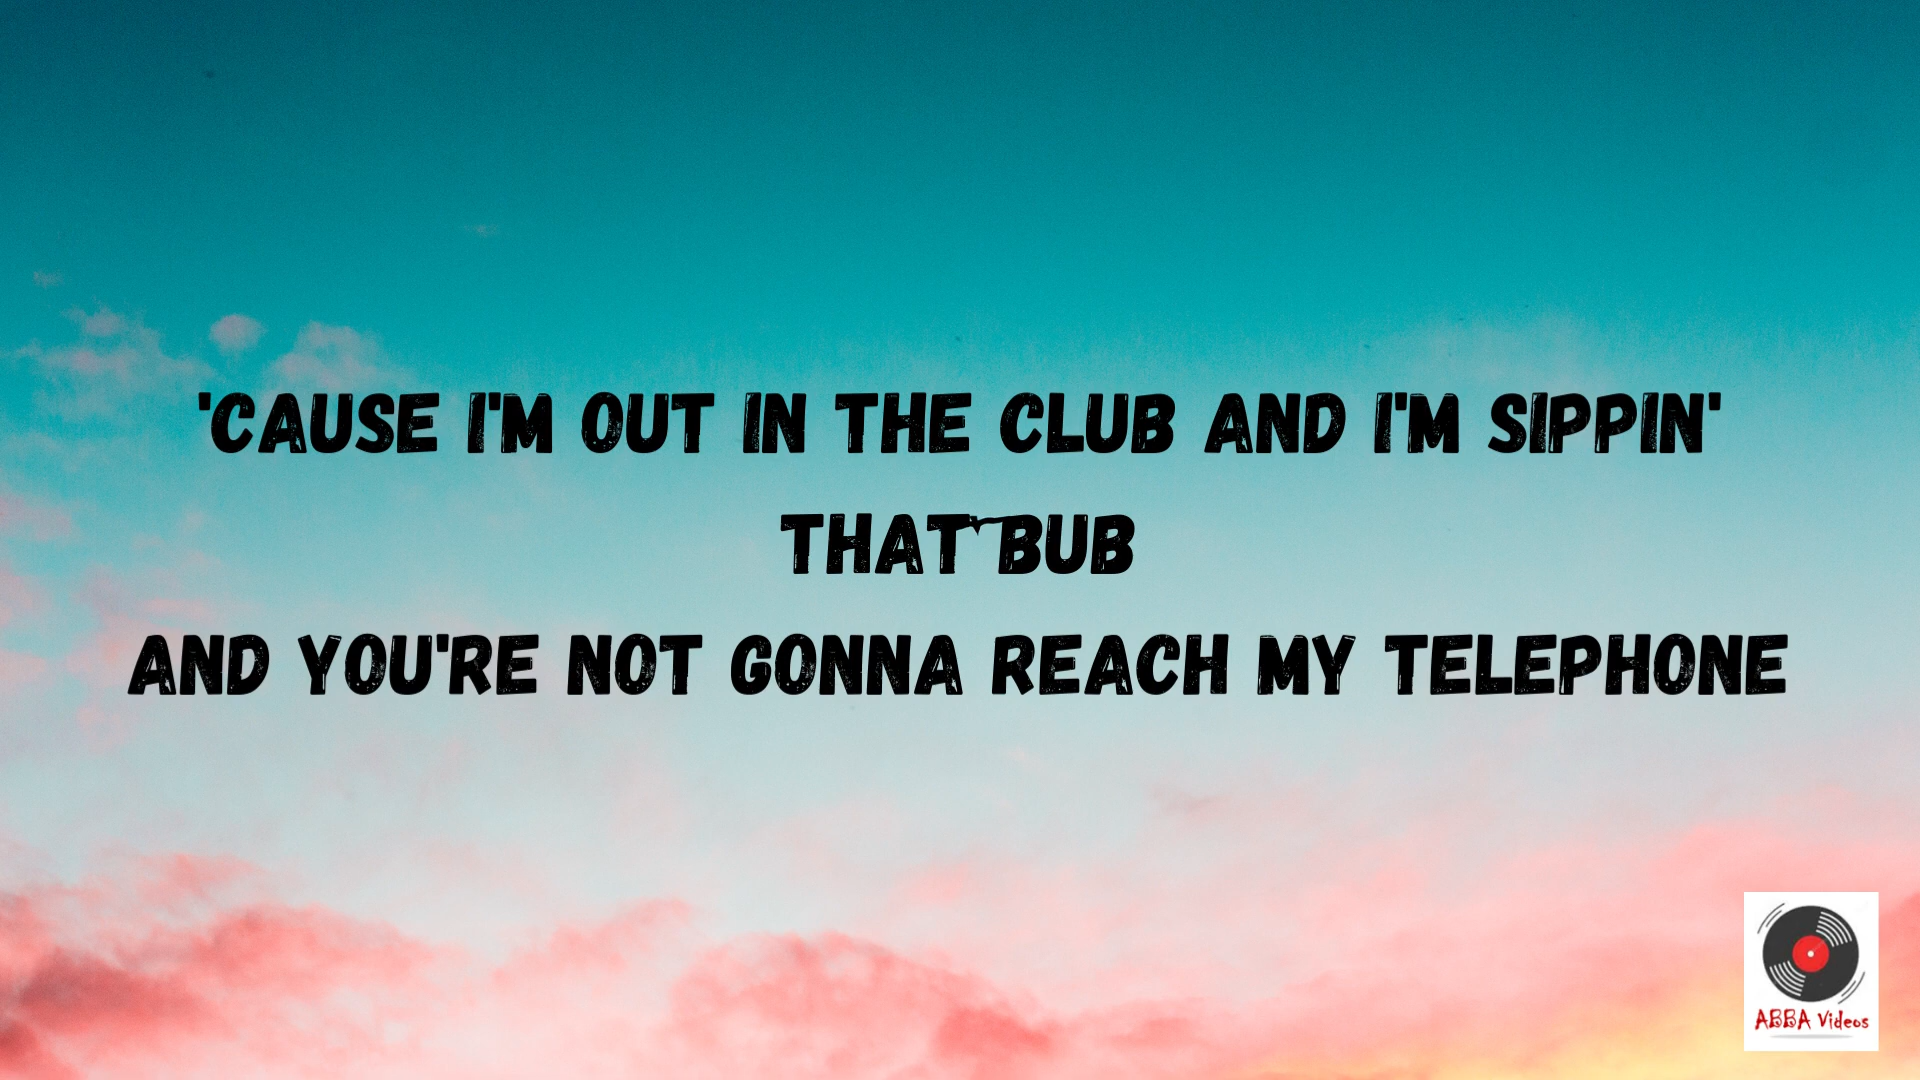 'CAUSE I'M OUT IN THE CLUB AND I'M SIPPIN'
THAT BUB
AND YOU'RE NOT GONNA REACH MY TELEPHONE
ABBA Videos